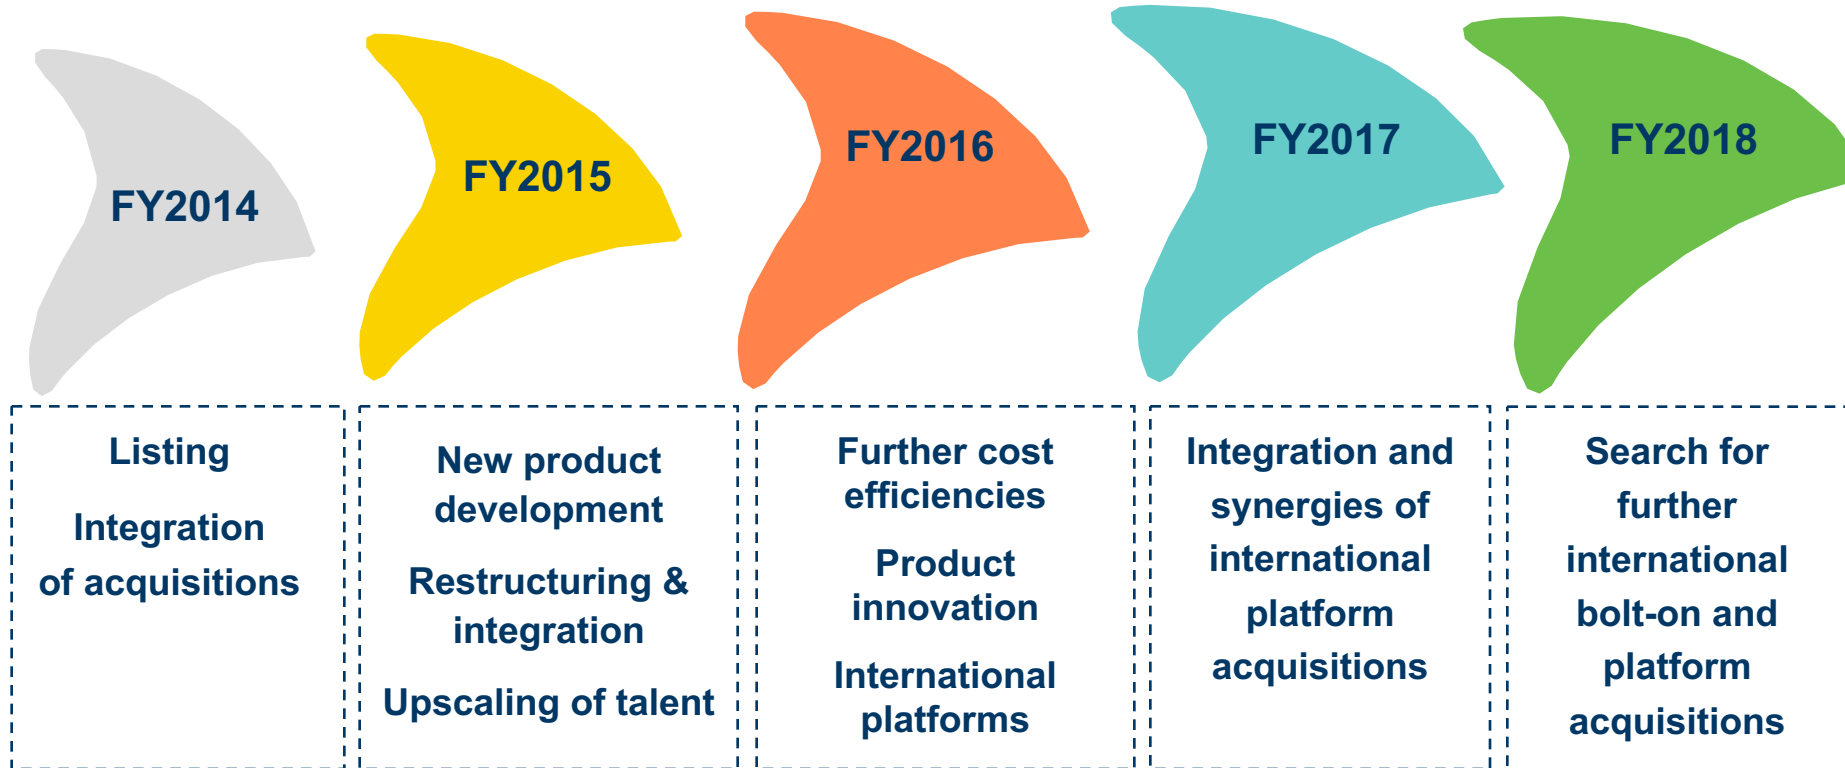 FY2014
FY2015
FY2016
FY2017
FY2018
Listing
Integration
of acquisitions
New product
development
Restructuring &
integration
Upscaling of talent
Further cost
efficiencies
Product
innovation
International
platforms
Integration and
synergies of
international
platform
acquisitions
Search for
further
international
bolt-on and
platform
acquisitions